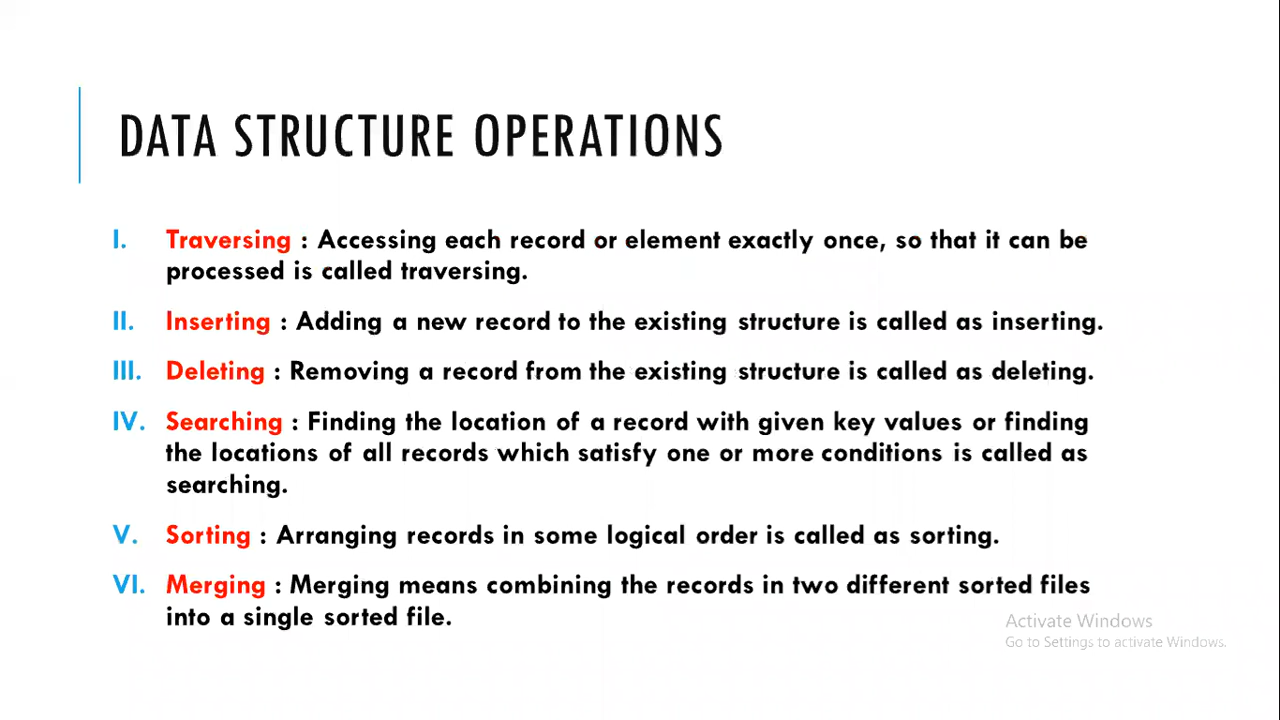 DATA STRUCTURE OPERATIONS
I. Traversing : Accessing each record or element exactly once, so that it can be
processed is called traversing.
II. Inserting : Adding a new record to the existing structure is called as inserting.
III. Deleting : Removing a record from the existing structure is called as deleting.
IV. Searching : Finding the location of a record with given key values or finding
the locations of all records which satisfy one or more conditions is called as
searching.
V. Sorting : Arranging records in some logical order is called as sorting.
VI. Merging : Merging means combining the records in two different sorted files
into a single sorted file.
Activate Windows
Go to Settings to activate Windows.